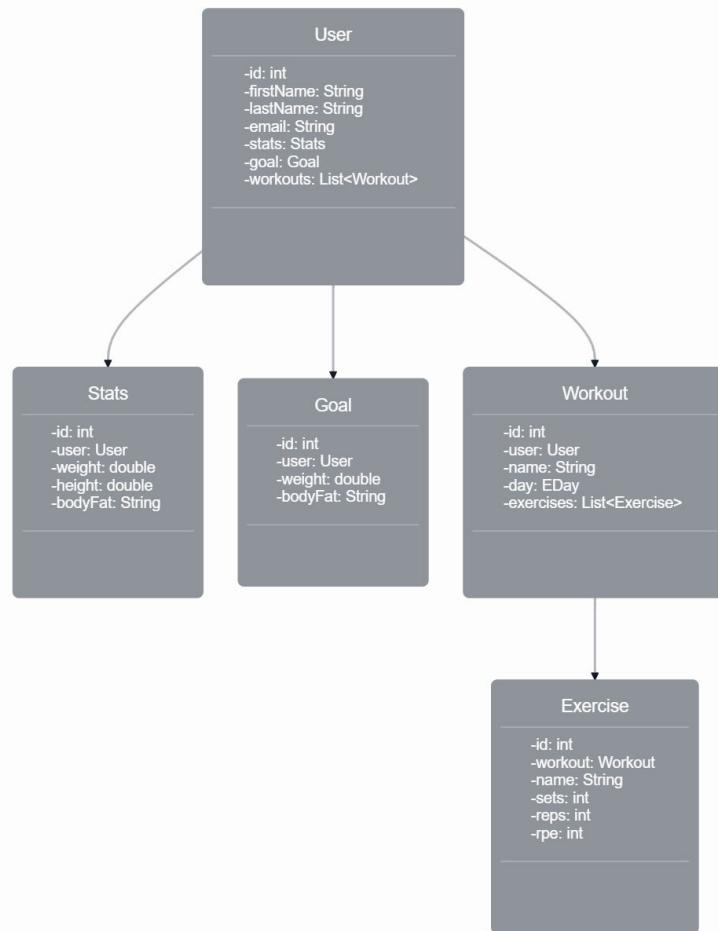 User
-id: int
-firstName: String
-lastName: String
-email: String
-stats: Stats
-goal: Goal
-workouts: List<Workout>
Stats
-id: int
-user: User
-weight: double
-height: double
-bodyFat: String
Goal
-id: int
-user: User
-weight: double
-bodyFat: String
Workout
-id: int
-user: User
-name: String
-day: EDay
-exercises: List<Exercise>
Exercise
-id: int
-workout: Workout
-name: String
-sets: int
-reps: int
-rpe: int